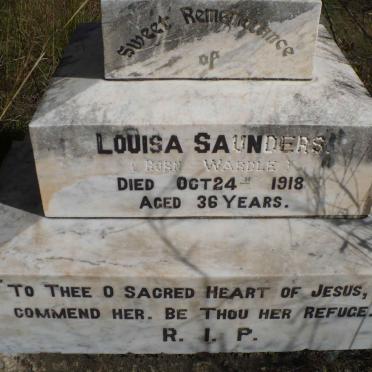 Sweet Remembrance
of
LOUISA SAUNDERS
( BORN WARDLE )
DIED OCT 24TH 1918
AGED 36 YEARS.
"TO THEE O SACRED HEART OF JESUS,
COMMEND HER. BE THOU HER REFUGE.
R. I. P.